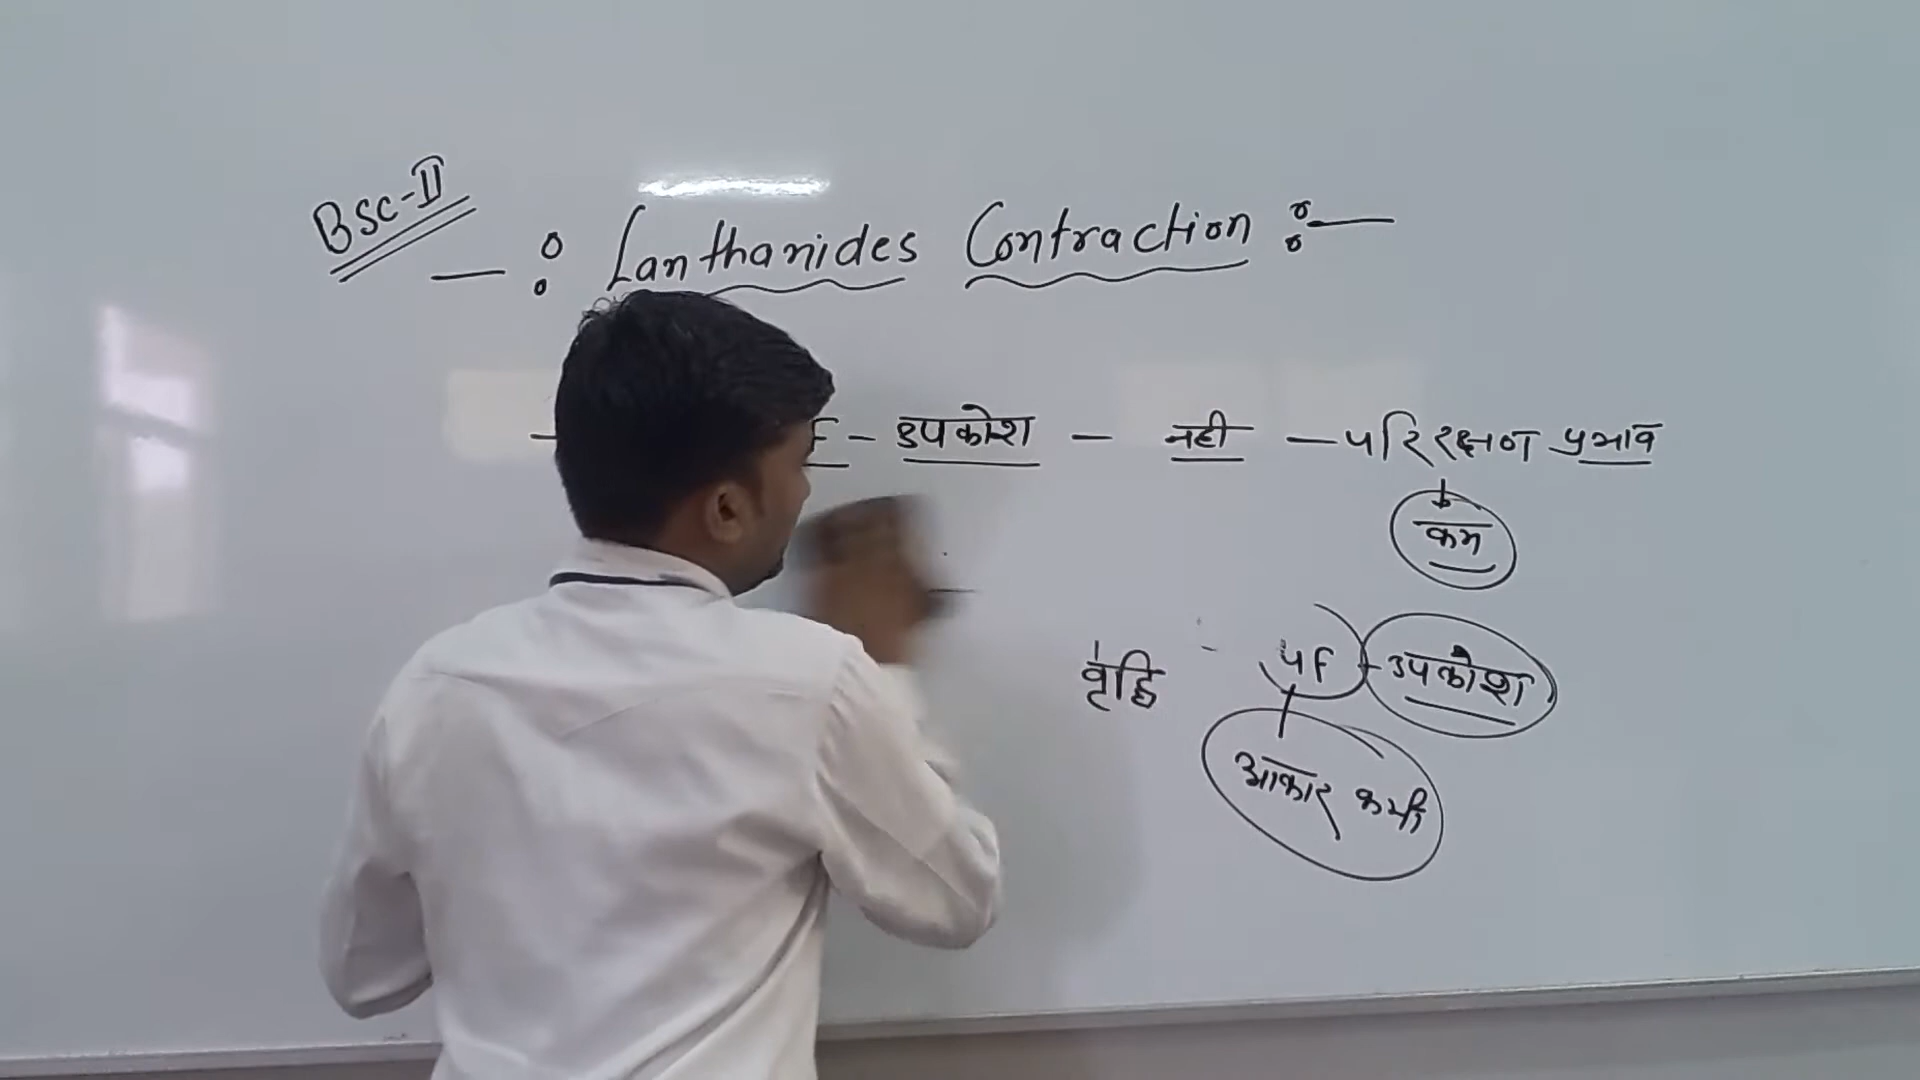 BSC-II
—: Lanthanides Contraction :—
F - उपकोश - नही - परिरक्षण प्रभाव
कम
वृद्धि - 4F - उपकोश
आकार कमी